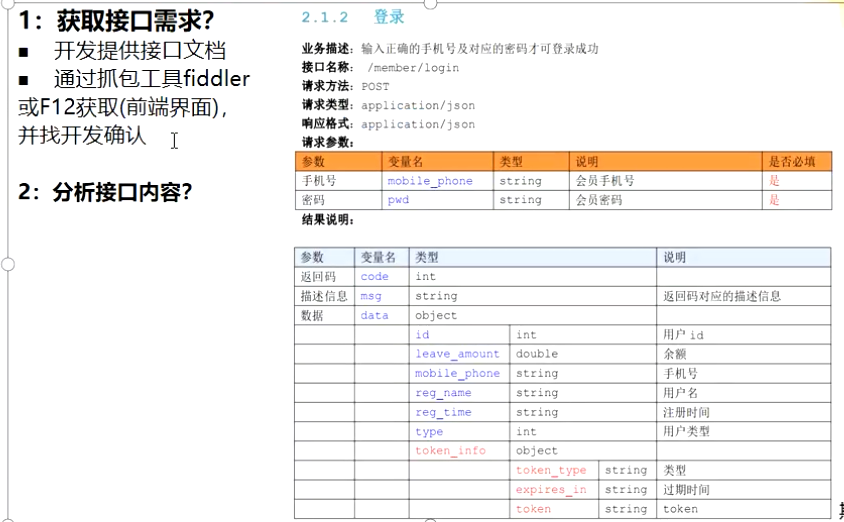 1：获取接口需求？
■ 开发提供接口文档
■ 通过抓包工具fiddler
或F12获取(前端界面)，
并找开发确认
2：分析接口内容？
2.1.2 登录
业务描述：输入正确的手机号及对应的密码才可登录成功
接口名称： /member/login
请求方法：POST
请求类型：application/json
响应格式：application/json
请求参数：
参数 变量名 类型 说明 是否必填
手机号 mobile_phone string 会员手机号 是
密码 pwd string 会员密码 是
结果说明：
参数 变量名 类型 说明
返回码 code int
描述信息 msg string 返回码对应的描述信息
数据 data object
id int 用户 id
leave_amount double 余额
mobile_phone string 手机号
reg_name string 用户名
reg_time string 注册时间
type int 用户类型
token_info object
token_type string 类型
expires_in string 过期时间
token string token